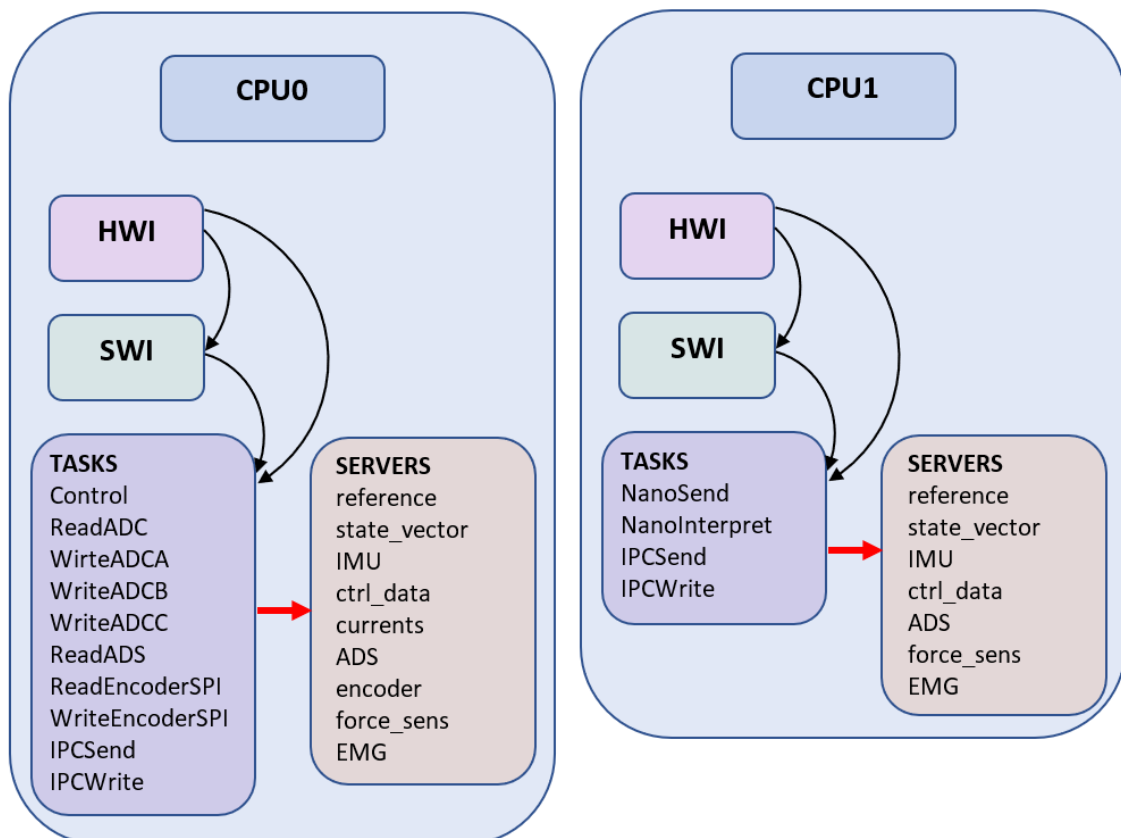 CPU0
HWI
SWI
TASKS
Control
ReadADC
WirteADCA
WriteADCB
WriteADCC
ReadADS
ReadEncoderSPI
WriteEncoderSPI
IPCSend
IPCWrite
SERVERS
reference
state_vector
IMU
ctrl_data
currents
ADS
encoder
force_sens
EMG
CPU1
HWI
SWI
TASKS
NanoSend
NanoInterpret
IPCSend
IPCWrite
SERVERS
reference
state_vector
IMU
ctrl_data
ADS
force_sens
EMG